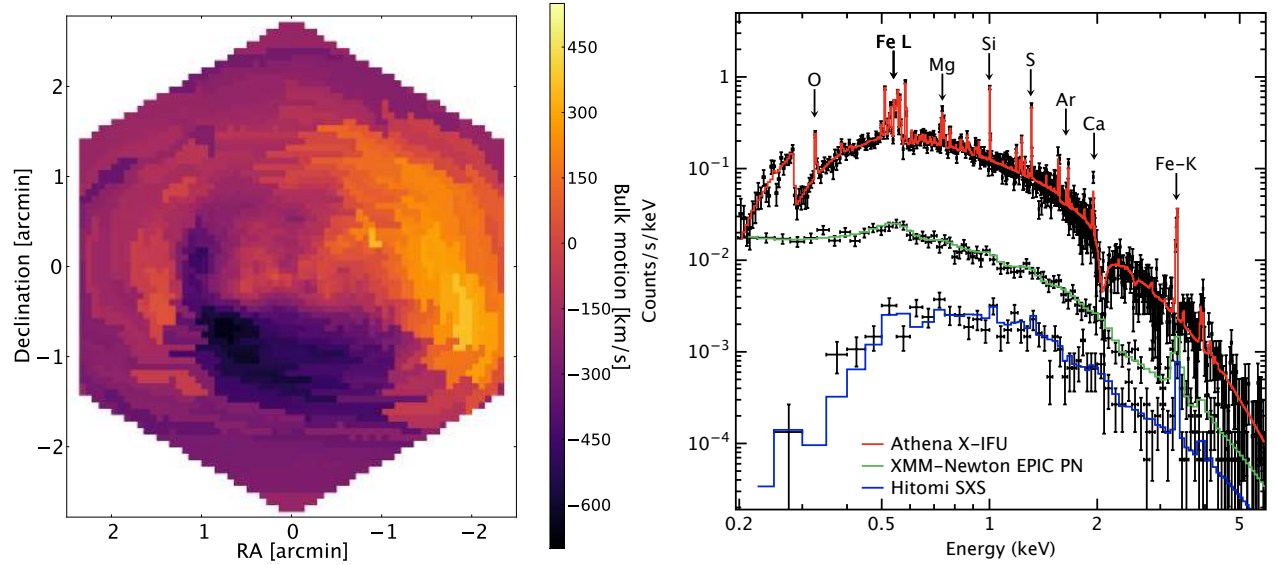 2
1
0
−1
−2
Declination [arcmin]
2
1
0
−1
−2
RA [arcmin]
450
300
150
0
−150
−300
−450
−600
Bulk motion [km/s]
Counts/s/keV
1
10−1
10−2
10−3
10−4
O
Fe L
Mg
Si
S
Ar
Ca
Fe−K
Athena X-IFU
XMM-Newton EPIC PN
Hitomi SXS
0.2
0.5
1
2
5
Energy (keV)